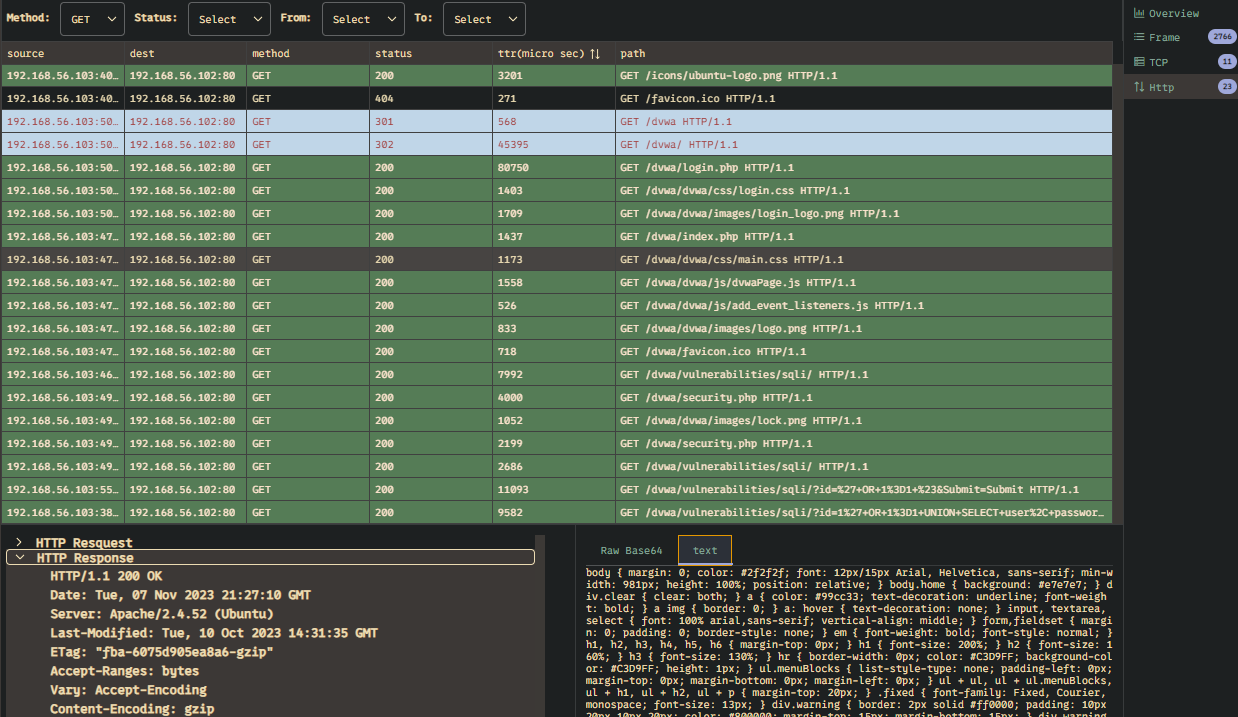 Method: GET Status: Select From: Select To: Select
Overview
Frame 2766
TCP 11
Http 23
source dest method status ttr(micro sec) path
192.168.56.103:40… 192.168.56.102:80 GET 200 3201 GET /icons/ubuntu-logo.png HTTP/1.1
192.168.56.103:40… 192.168.56.102:80 GET 404 271 GET /favicon.ico HTTP/1.1
192.168.56.103:50… 192.168.56.102:80 GET 301 568 GET /dvwa HTTP/1.1
192.168.56.103:50… 192.168.56.102:80 GET 302 45395 GET /dvwa/ HTTP/1.1
192.168.56.103:50… 192.168.56.102:80 GET 200 80750 GET /dvwa/login.php HTTP/1.1
192.168.56.103:50… 192.168.56.102:80 GET 200 1403 GET /dvwa/dvwa/css/login.css HTTP/1.1
192.168.56.103:50… 192.168.56.102:80 GET 200 1709 GET /dvwa/dvwa/images/login_logo.png HTTP/1.1
192.168.56.103:47… 192.168.56.102:80 GET 200 1437 GET /dvwa/index.php HTTP/1.1
192.168.56.103:47… 192.168.56.102:80 GET 200 1173 GET /dvwa/dvwa/css/main.css HTTP/1.1
192.168.56.103:47… 192.168.56.102:80 GET 200 1558 GET /dvwa/dvwa/js/dvwaPage.js HTTP/1.1
192.168.56.103:47… 192.168.56.102:80 GET 200 526 GET /dvwa/dvwa/js/add_event_listeners.js HTTP/1.1
192.168.56.103:47… 192.168.56.102:80 GET 200 833 GET /dvwa/dvwa/images/logo.png HTTP/1.1
192.168.56.103:47… 192.168.56.102:80 GET 200 718 GET /dvwa/favicon.ico HTTP/1.1
192.168.56.103:46… 192.168.56.102:80 GET 200 7992 GET /dvwa/vulnerabilities/sqli/ HTTP/1.1
192.168.56.103:49… 192.168.56.102:80 GET 200 4000 GET /dvwa/security.php HTTP/1.1
192.168.56.103:49… 192.168.56.102:80 GET 200 1052 GET /dvwa/dvwa/images/lock.png HTTP/1.1
192.168.56.103:49… 192.168.56.102:80 GET 200 2199 GET /dvwa/security.php HTTP/1.1
192.168.56.103:49… 192.168.56.102:80 GET 200 2686 GET /dvwa/vulnerabilities/sqli/ HTTP/1.1
192.168.56.103:55… 192.168.56.102:80 GET 200 11093 GET /dvwa/vulnerabilities/sqli/?id=%27+OR+1%3D1+%23&Submit=Submit HTTP/1.1
192.168.56.103:38… 192.168.56.102:80 GET 200 9582 GET /dvwa/vulnerabilities/sqli/?id=1%27+OR+1%3D1+UNION+SELECT+user%2C+passwor…
HTTP Resquest
HTTP Response
HTTP/1.1 200 OK
Date: Tue, 07 Nov 2023 21:27:10 GMT
Server: Apache/2.4.52 (Ubuntu)
Last-Modified: Tue, 10 Oct 2023 14:31:35 GMT
ETag: "fba-6075d905ea8a6-gzip"
Accept-Ranges: bytes
Vary: Accept-Encoding
Content-Encoding: gzip
Raw Base64 text
body { margin: 0; color: #2f2f2f; font: 12px/15px Arial, Helvetica, sans-serif; min-w
idth: 981px; height: 100%; position: relative; } body.home { background: #e7e7e7; } d
iv.clear { clear: both; } a { color: #99cc33; text-decoration: underline; font-weigh
t: bold; } a img { border: 0; } a: hover { text-decoration: none; } input, textarea,
select { font: 100% arial,sans-serif; vertical-align: middle; } form,fieldset { margi
n: 0; padding: 0; border-style: none; } em { font-weight: bold; font-style: normal; }
h1, h2, h3, h4, h5, h6 { margin-top: 0px; } h1 { font-size: 200%; } h2 { font-size: 1
60%; } h3 { font-size: 130%; } hr { border-width: 0px; color: #C3D9FF; background-co
or: #C3D9FF; height: 1px; } ul.menuBlocks { list-style-type: none; padding-left: 0px;
margin-top: 0px; margin-bottom: 0px; margin-left: 0px; } ul + ul, ul + ul.menuBlocks,
ul + h1, ul + h2, ul + p { margin-top: 20px; } .fixed { font-family: Fixed, Courier,
monospace; font-size: 13px; } div.warning { border: 2px solid #ff0000; padding: 10px
20px 10px 20px; color: #800000; margin-top: 15px; margin-bottom: 15px; } div.warning